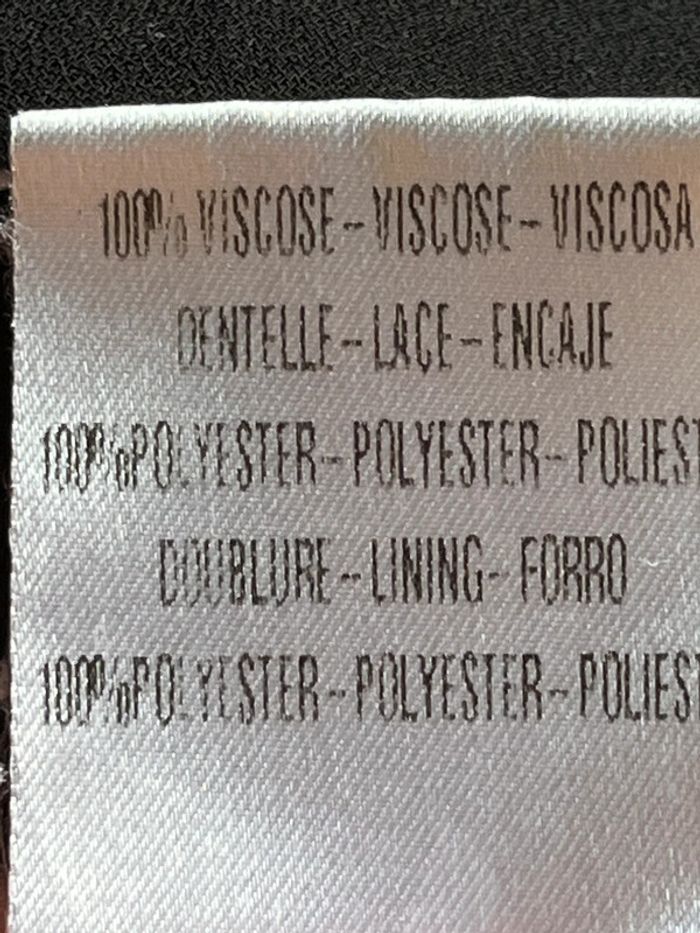 100% VISCOSE - VISCOSE - VISCOSA
DENTELLE - LACE - ENCAJE
100%POLYESTER - POLYESTER - POLIEST
DOUBLURE - LINING - FORRO
100%POLYESTER - POLYESTER - POLIEST